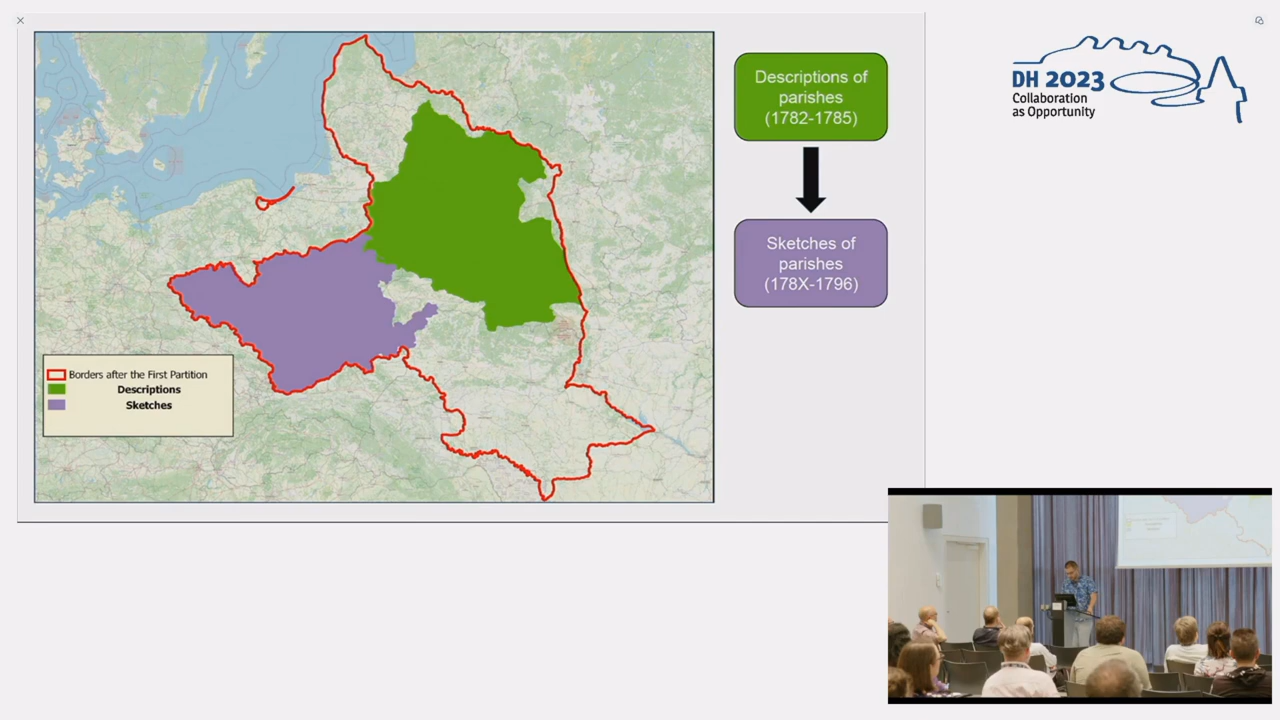 Descriptions of
parishes
(1782-1785)
Sketches of
parishes
(178X-1796)
Borders after the First Partition
Descriptions
Sketches
DH 2023
Collaboration
as Opportunity